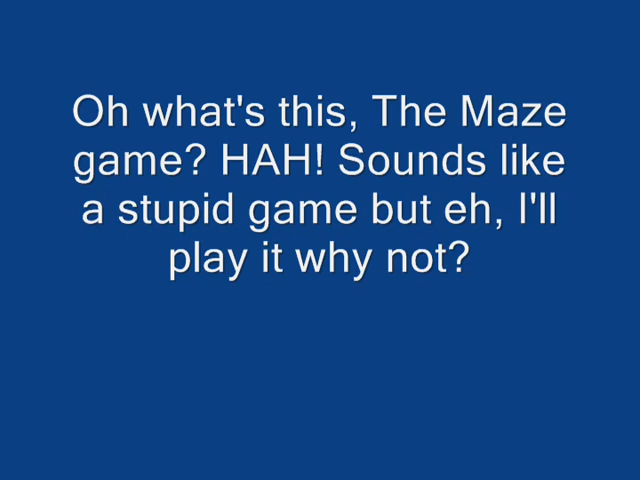 Oh what's this, The Maze
game? HAH! Sounds like
a stupid game but eh, I'll
play it why not?